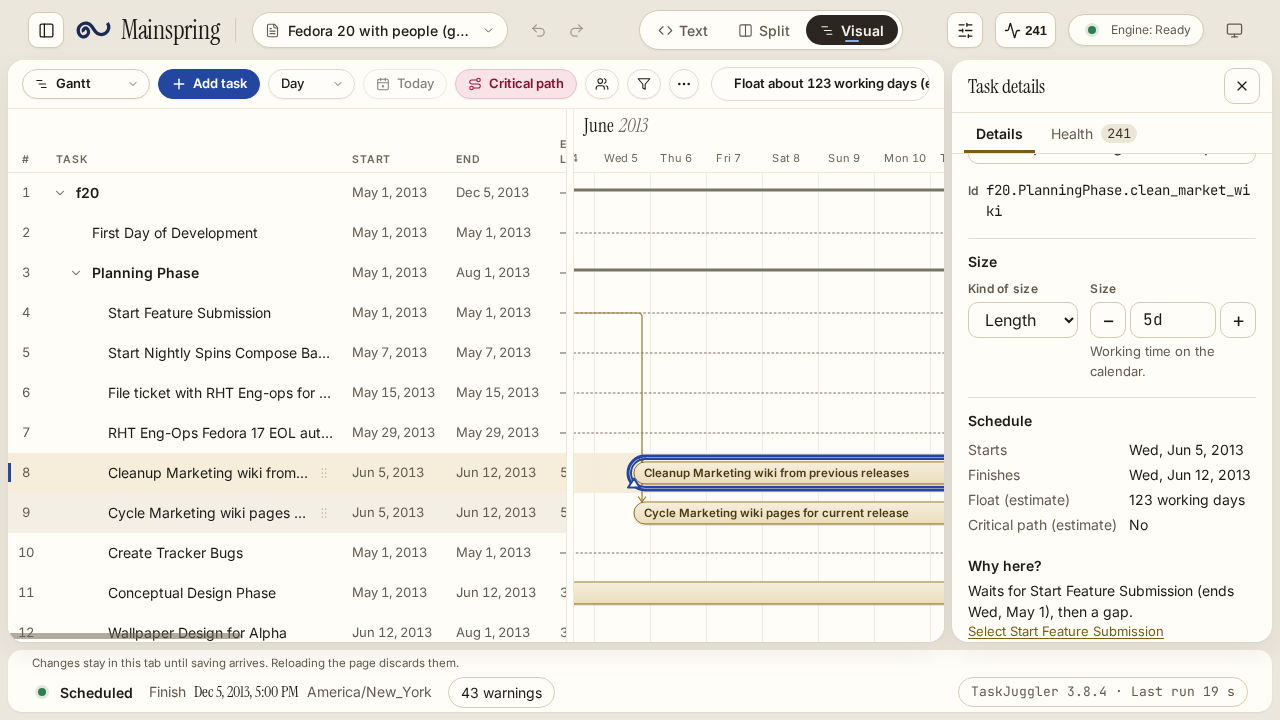 Mainspring
Fedora 20 with people (g...
Text
Split
Visual
241
Engine: Ready
Gantt
Add task
Day
Today
Critical path
Float about 123 working days (e
# TASK START END
June 2013
Wed 5 Thu 6 Fri 7 Sat 8 Sun 9 Mon 10
1 f20 May 1, 2013 Dec 5, 2013
2 First Day of Development May 1, 2013 May 1, 2013
3 Planning Phase May 1, 2013 Aug 1, 2013
4 Start Feature Submission May 1, 2013 May 1, 2013
5 Start Nightly Spins Compose Ba... May 7, 2013 May 7, 2013
6 File ticket with RHT Eng-ops for ... May 15, 2013 May 15, 2013
7 RHT Eng-Ops Fedora 17 EOL aut... May 29, 2013 May 29, 2013
8 Cleanup Marketing wiki from... Jun 5, 2013 Jun 12, 2013 5
Cleanup Marketing wiki from previous releases
9 Cycle Marketing wiki pages ... Jun 5, 2013 Jun 12, 2013 5
Cycle Marketing wiki pages for current release
10 Create Tracker Bugs May 1, 2013 May 1, 2013
11 Conceptual Design Phase May 1, 2013 Jun 12, 2013 3
12 Wallpaper Design for Alpha Jun 12, 2013 Aug 1, 2013 3
Task details
Details
Health 241
Id f20.PlanningPhase.clean_market_wi
ki
Size
Kind of size Size
Length
− 5d +
Working time on the
calendar.
Schedule
Starts Wed, Jun 5, 2013
Finishes Wed, Jun 12, 2013
Float (estimate) 123 working days
Critical path (estimate) No
Why here?
Waits for Start Feature Submission (ends
Wed, May 1), then a gap.
Select Start Feature Submission
Changes stay in this tab until saving arrives. Reloading the page discards them.
Scheduled Finish Dec 5, 2013, 5:00 PM America/New_York 43 warnings
TaskJuggler 3.8.4 · Last run 19 s